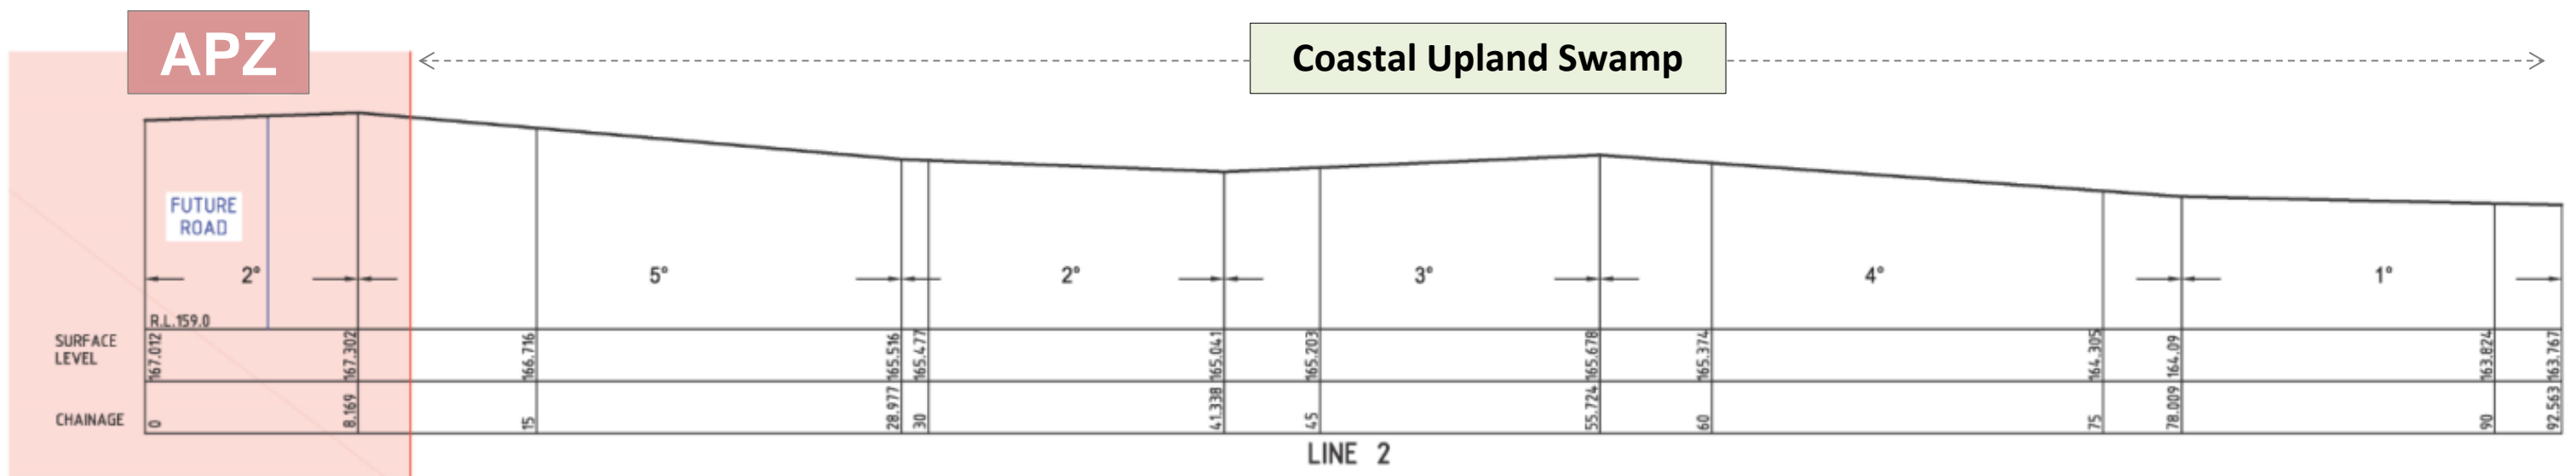 APZ
Coastal Upland Swamp
FUTURE
ROAD
2° 5° 2° 3° 4° 1°
R.L.159.0
SURFACE
LEVEL
167.012 167.302 166.716 165.516 165.477 165.041 165.203 165.678 165.374 164.305 164.09 163.824 163.767
CHAINAGE
0 8.169 15 28.977 30 41.338 45 55.724 60 75 78.009 90 92.563
LINE 2